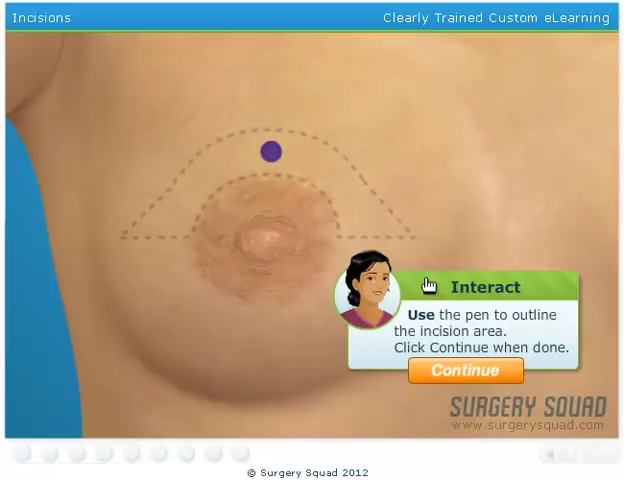 Incisions
Clearly Trained Custom eLearning
Interact
Use the pen to outline
the incision area.
Click Continue when done.
Continue
SURGERY SQUAD
www.surgerysquad.com
© Surgery Squad 2012